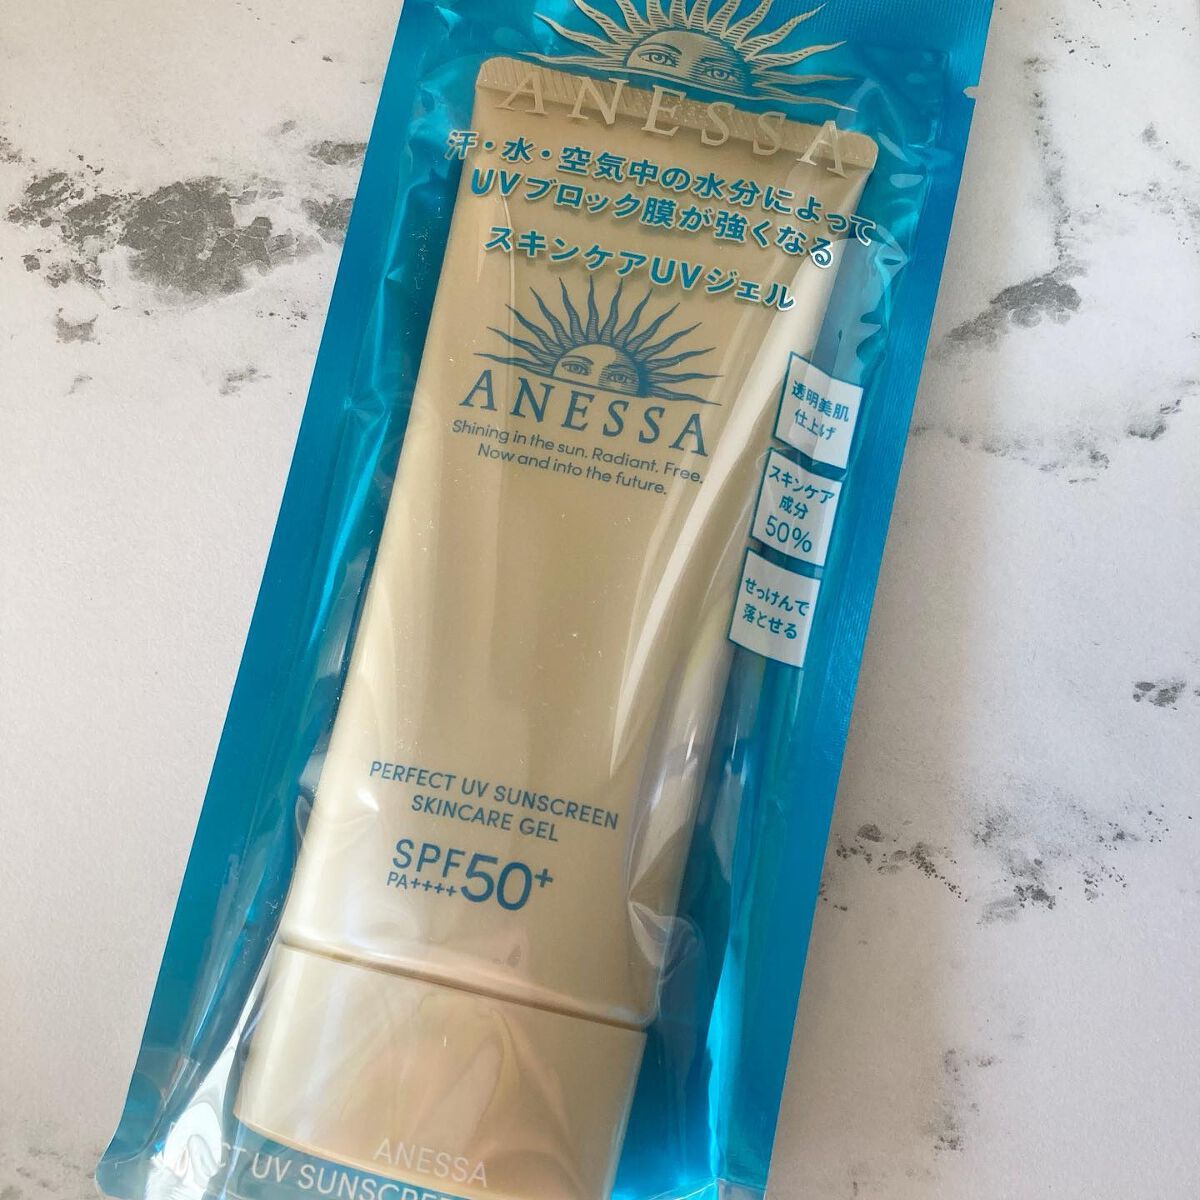 ANESSA
汗・水・空気中の水分によって
UVブロック膜が強くなる
スキンケアUVジェル
ANESSA
Shining in the sun. Radiant. Free.
Now and into the future.
透明美肌
仕上げ
スキンケア
成分
50%
せっけんで
落とせる
PERFECT UV SUNSCREEN
SKINCARE GEL
SPF50+
PA++++
ANESSA
UV SUNSCREE